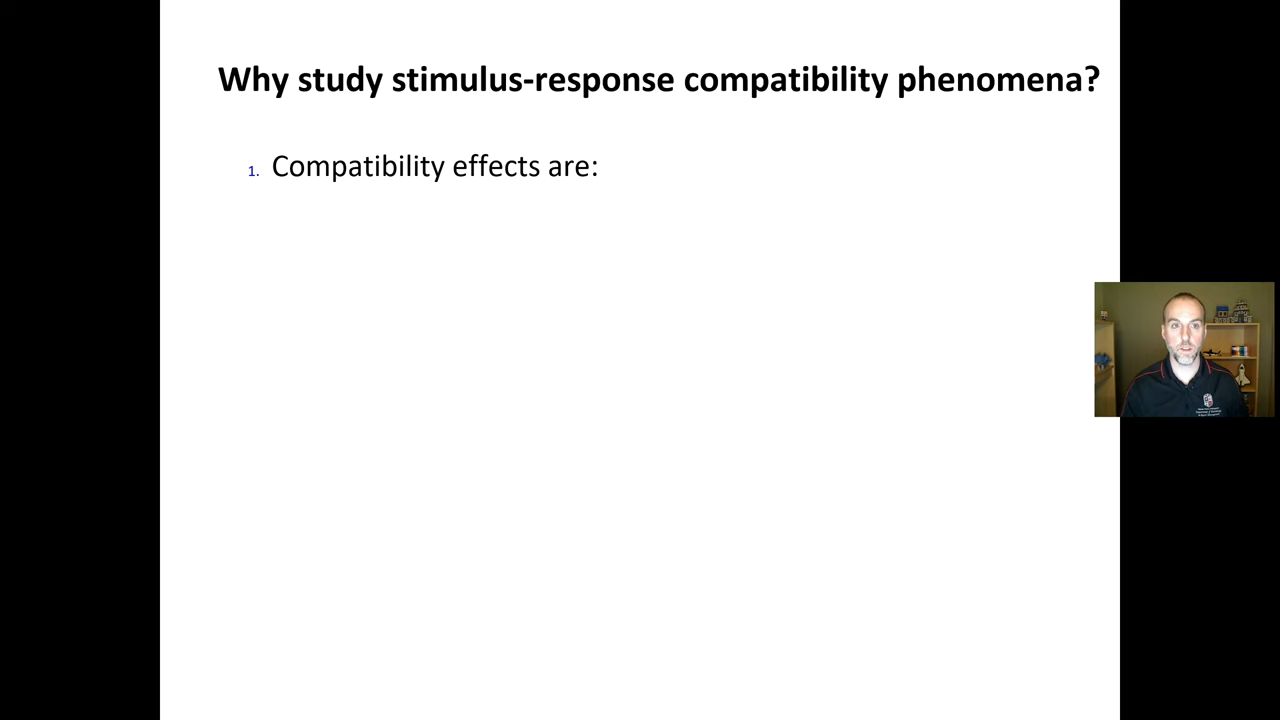 Why study stimulus-response compatibility phenomena?
1. Compatibility effects are: